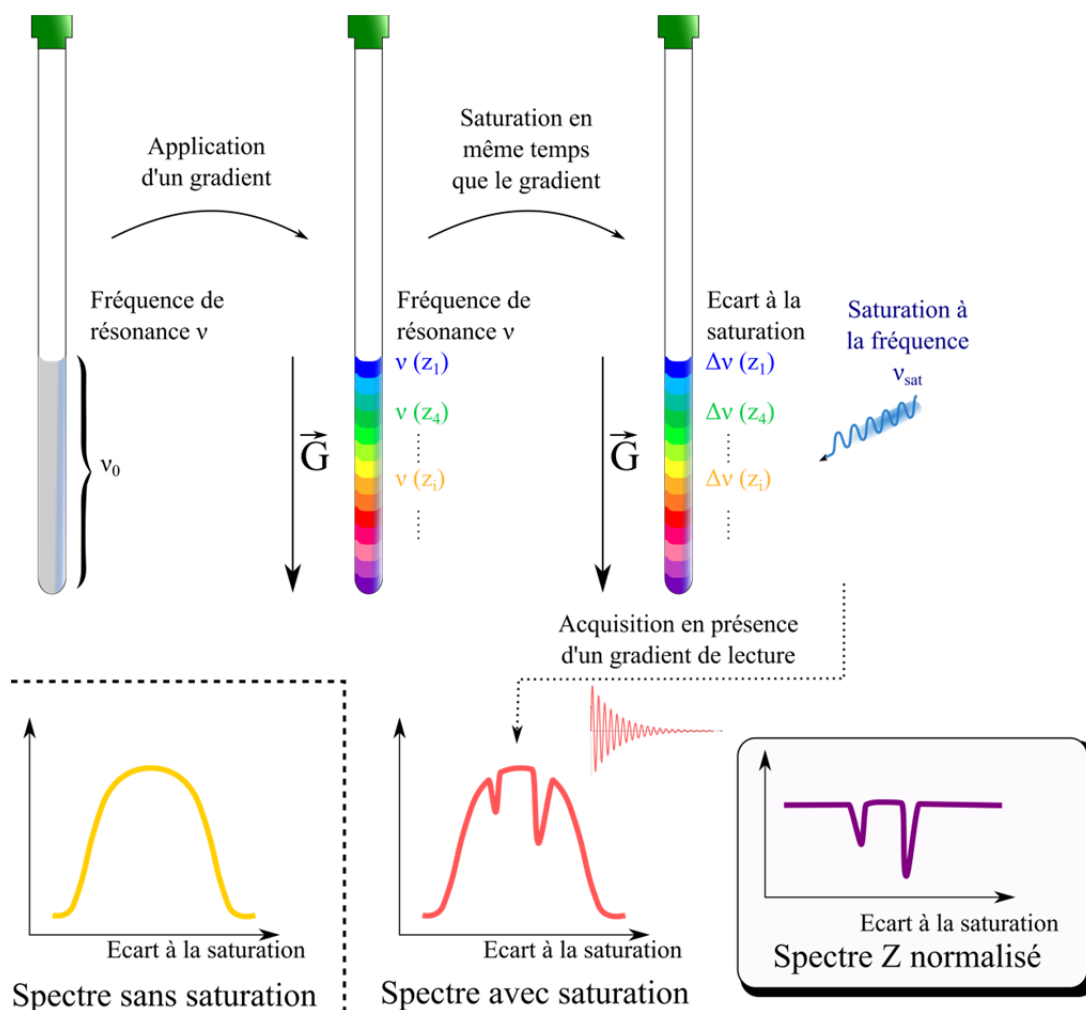 Application
d'un gradient
Saturation en
même temps
que le gradient
Fréquence de
résonance ν
ν₀
G
Fréquence de
résonance ν
ν (z₁)
ν (z₄)
ν (zᵢ)
G
Ecart à la
saturation
Δν (z₁)
Δν (z₄)
Δν (zᵢ)
Saturation à
la fréquence
νsat
Acquisition en présence
d'un gradient de lecture
Ecart à la saturation
Spectre sans saturation
Ecart à la saturation
Spectre avec saturation
Ecart à la saturation
Spectre Z normalisé